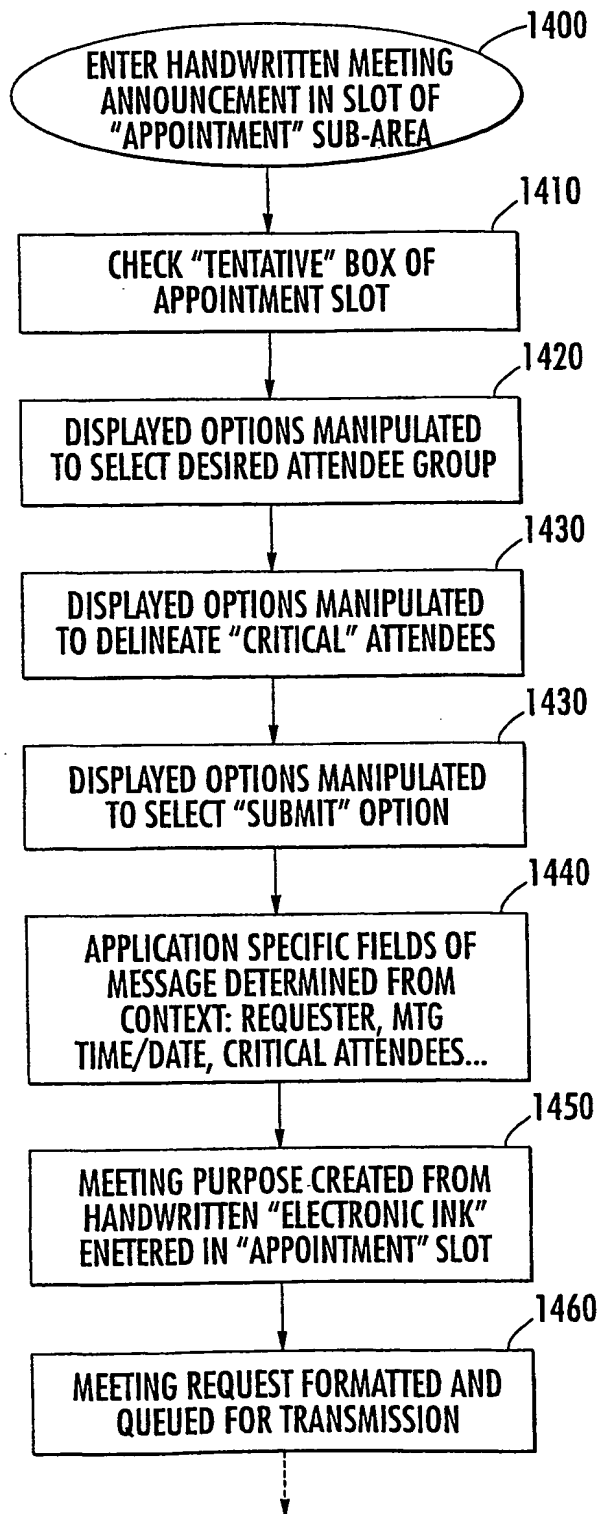 1400
ENTER HANDWRITTEN MEETING
ANNOUNCEMENT IN SLOT OF
“APPOINTMENT” SUB-AREA
1410
CHECK “TENTATIVE” BOX OF
APPOINTMENT SLOT
1420
DISPLAYED OPTIONS MANIPULATED
TO SELECT DESIRED ATTENDEE GROUP
1430
DISPLAYED OPTIONS MANIPULATED
TO DELINEATE “CRITICAL” ATTENDEES
1430
DISPLAYED OPTIONS MANIPULATED
TO SELECT “SUBMIT” OPTION
1440
APPLICATION SPECIFIC FIELDS OF
MESSAGE DETERMINED FROM
CONTEXT: REQUESTER, MTG
TIME/DATE, CRITICAL ATTENDEES...
1450
MEETING PURPOSE CREATED FROM
HANDWRITTEN “ELECTRONIC INK”
ENETERED IN “APPOINTMENT” SLOT
1460
MEETING REQUEST FORMATTED AND
QUEUED FOR TRANSMISSION